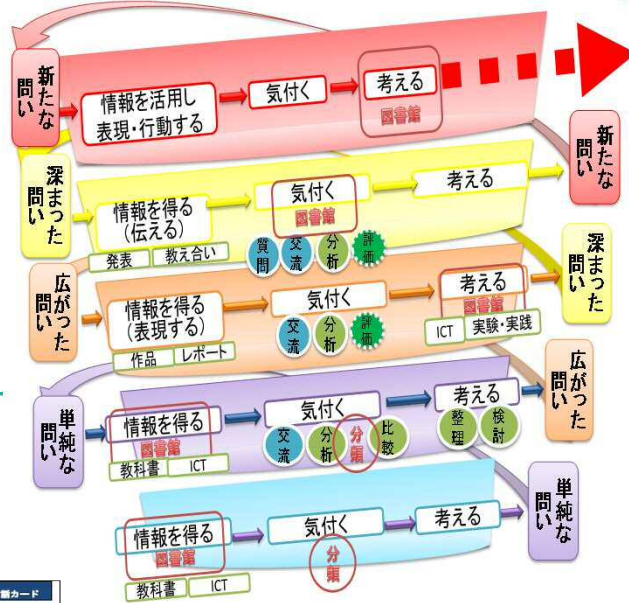 新たな問い
情報を活用し
表現・行動する
気付く
考える
図書館
新たな問い
深まった問い
情報を得る
(伝える)
発表
教え合い
気付く
図書館
質問
交流
分析
評価
考える
深まった問い
広がった問い
情報を得る
(表現する)
作品
レポート
気付く
交流
分析
評価
考える
図書館
ICT
実験・実践
広がった問い
単純な問い
情報を得る
図書館
教科書
ICT
気付く
交流
分析
分類
比較
考える
整理
検討
単純な問い
情報を得る
図書館
教科書
ICT
気付く
分類
考える
カード